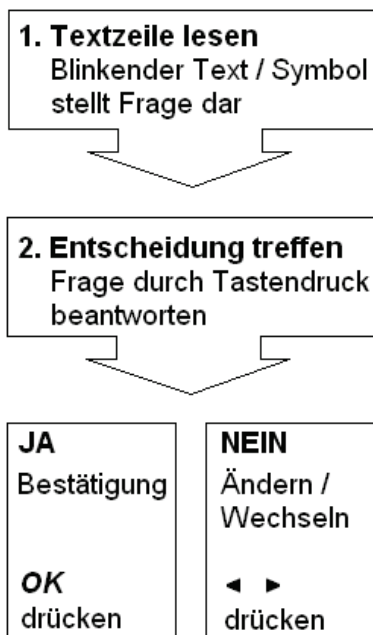 1. Textzeile lesen
Blinkender Text / Symbol
stellt Frage dar
2. Entscheidung treffen
Frage durch Tastendruck
beantworten
JA
Bestätigung
OK
drücken
NEIN
Ändern /
Wechseln
◄ ►
drücken